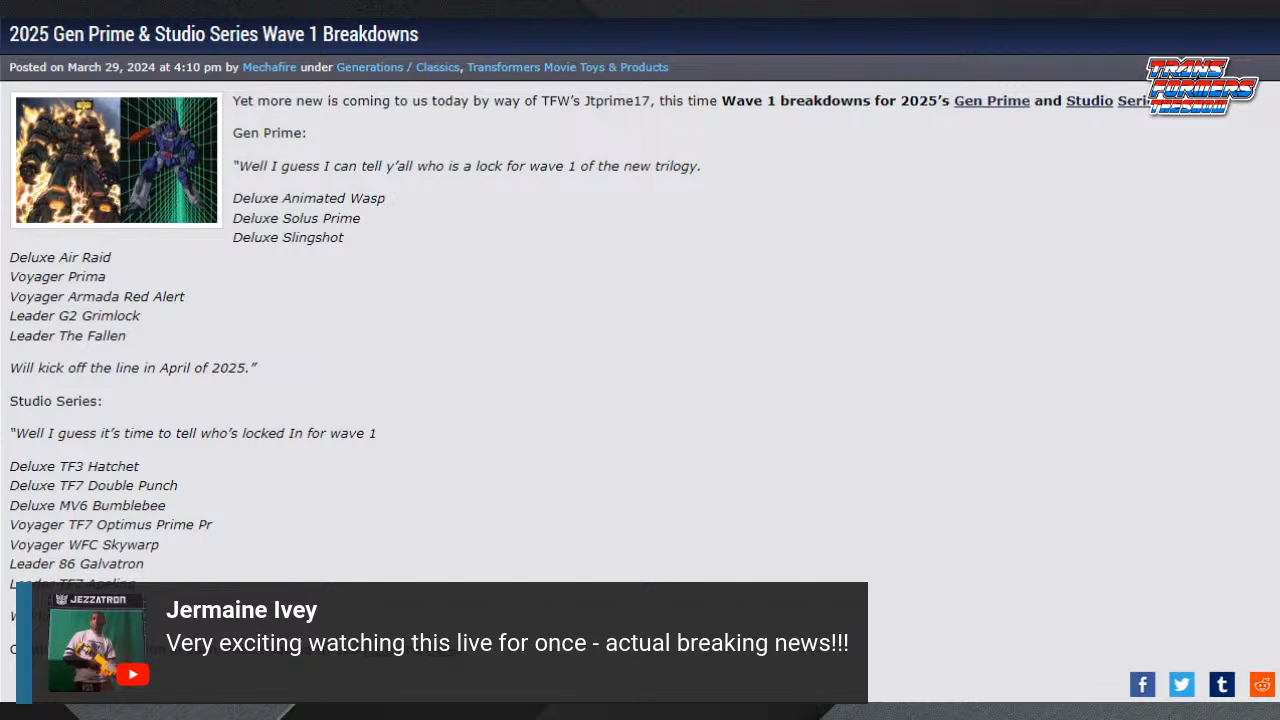 2025 Gen Prime & Studio Series Wave 1 Breakdowns
Posted on March 29, 2024 at 4:10 pm by Mechafire under Generations / Classics, Transformers Movie Toys & Products
TRANS
FORMERS
Yet more new is coming to us today by way of TFW’s Jtprime17, this time Wave 1 breakdowns for 2025’s Gen Prime and Studio
Gen Prime:
“Well I guess I can tell y’all who is a lock for wave 1 of the new trilogy.
Deluxe Animated Wasp
Deluxe Solus Prime
Deluxe Slingshot
Deluxe Air Raid
Voyager Prima
Voyager Armada Red Alert
Leader G2 Grimlock
Leader The Fallen
Will kick off the line in April of 2025.”
Studio Series:
“Well I guess it’s time to tell who’s locked In for wave 1
Deluxe TF3 Hatchet
Deluxe TF7 Double Punch
Deluxe MV6 Bumblebee
Voyager TF7 Optimus Prime Pr
Voyager WFC Skywarp
Leader 86 Galvatron
Leader TF7 Apelinq
JEZZATRON
Jermaine Ivey
Very exciting watching this live for once - actual breaking news!!!